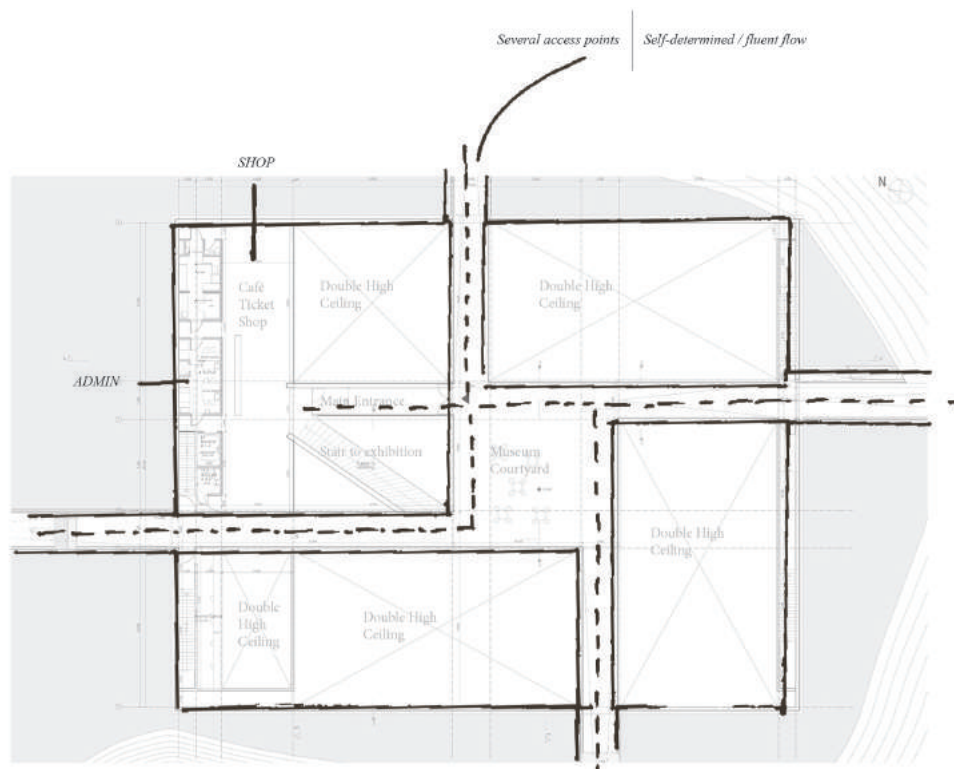 Several access points
Self-determined / fluent flow
SHOP
N
Café
Ticket
Shop
Double High
Ceiling
Double High
Ceiling
ADMIN
Main Entrance
Stair to exhibition
Museum
Courtyard
Double High
Ceiling
Double
High
Ceiling
Double High
Ceiling